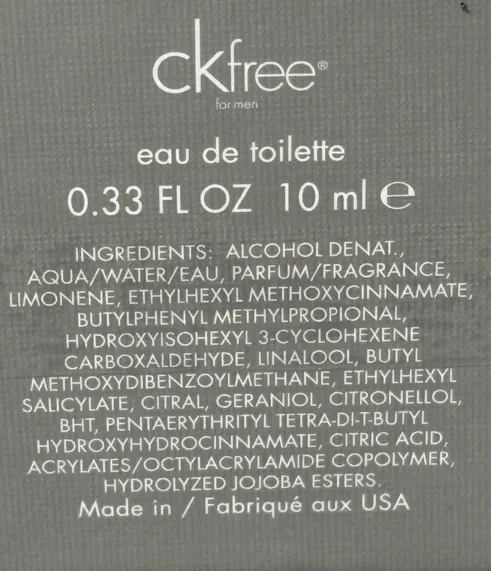 ckfree®
for men
eau de toilette
0.33 FL OZ 10 ml ℮
INGREDIENTS: ALCOHOL DENAT.,
AQUA/WATER/EAU, PARFUM/FRAGRANCE,
LIMONENE, ETHYLHEXYL METHOXYCINNAMATE,
BUTYLPHENYL METHYLPROPIONAL,
HYDROXYISOHEXYL 3-CYCLOHEXENE
CARBOXALDEHYDE, LINALOOL, BUTYL
METHOXYDIBENZOYLMETHANE, ETHYLHEXYL
SALICYLATE, CITRAL, GERANIOL, CITRONELLOL,
BHT, PENTAERYTHRITYL TETRA-DI-T-BUTYL
HYDROXYHYDROCINNAMATE, CITRIC ACID,
ACRYLATES/OCTYLACRYLAMIDE COPOLYMER,
HYDROLYZED JOJOBA ESTERS.
Made in / Fabriqué aux USA